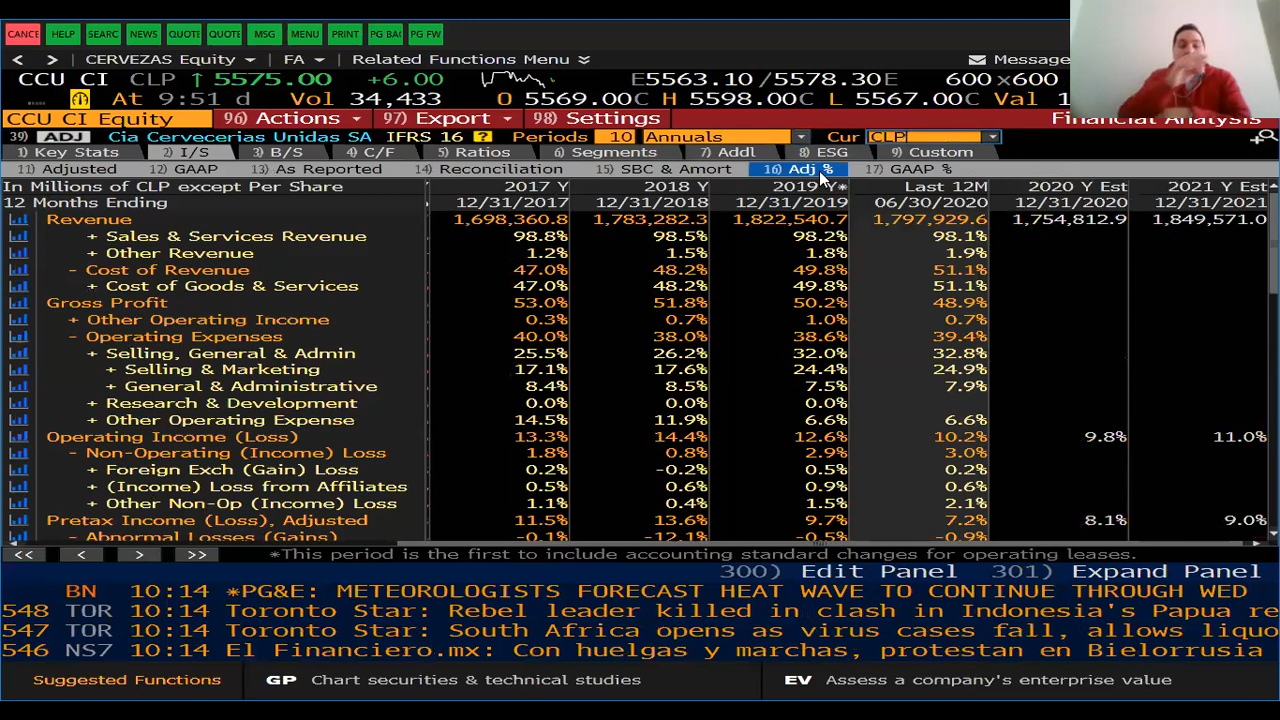 CANCE HELP SEARC NEWS QUOTE QUOTE MSG MENU PRINT PG BAC PG FW
< > CERVEZAS Equity FA Related Functions Menu Message
CCU CI CLP ↑ 5575.00 +6.00 E5563.10/5578.30E 600×600
At 9:51 d Vol 34,433 O 5569.00C H 5598.00C L 5567.00C Val 1
CCU CI Equity 96) Actions 97) Export 98) Settings Financial Analysis
39) ADJ Cia Cervecerias Unidas SA IFRS 16 ? Periods 10 Annuals Cur CLP
1) Key Stats 2) I/S 3) B/S 4) C/F 5) Ratios 6) Segments 7) Addl 8) ESG 9) Custom
11) Adjusted 12) GAAP 13) As Reported 14) Reconciliation 15) SBC & Amort 16) Adj % 17) GAAP %
In Millions of CLP except Per Share 2017 Y 2018 Y 2019 Y* Last 12M 2020 Y Est 2021 Y Est
12 Months Ending 12/31/2017 12/31/2018 12/31/2019 06/30/2020 12/31/2020 12/31/2021
Revenue 1,698,360.8 1,783,282.3 1,822,540.7 1,797,929.6 1,754,812.9 1,849,571.0
+ Sales & Services Revenue 98.8% 98.5% 98.2% 98.1%
+ Other Revenue 1.2% 1.5% 1.8% 1.9%
- Cost of Revenue 47.0% 48.2% 49.8% 51.1%
+ Cost of Goods & Services 47.0% 48.2% 49.8% 51.1%
Gross Profit 53.0% 51.8% 50.2% 48.9%
+ Other Operating Income 0.3% 0.7% 1.0% 0.7%
- Operating Expenses 40.0% 38.0% 38.6% 39.4%
+ Selling, General & Admin 25.5% 26.2% 32.0% 32.8%
+ Selling & Marketing 17.1% 17.6% 24.4% 24.9%
+ General & Administrative 8.4% 8.5% 7.5% 7.9%
+ Research & Development 0.0% 0.0% 0.0%
+ Other Operating Expense 14.5% 11.9% 6.6% 6.6%
Operating Income (Loss) 13.3% 14.4% 12.6% 10.2% 9.8% 11.0%
- Non-Operating (Income) Loss 1.8% 0.8% 2.9% 3.0%
+ Foreign Exch (Gain) Loss 0.2% -0.2% 0.5% 0.2%
+ (Income) Loss from Affiliates 0.5% 0.6% 0.9% 0.6%
+ Other Non-Op (Income) Loss 1.1% 0.4% 1.5% 2.1%
Pretax Income (Loss), Adjusted 11.5% 13.6% 9.7% 7.2% 8.1% 9.0%
- Abnormal Losses (Gains) -0.1% -12.1% -0.5% -0.9%
<< < > >> *This period is the first to include accounting standard changes for operating leases.
300) Edit Panel 301) Expand Panel
BN 10:14 *PG&E: METEOROLOGISTS FORECAST HEAT WAVE TO CONTINUE THROUGH WED
548 TOR 10:14 Toronto Star: Rebel leader killed in clash in Indonesia's Papua re
547 TOR 10:14 Toronto Star: South Africa opens as virus cases fall, allows liquo
546 NS7 10:14 El Financiero.mx: Con huelgas y marchas, protestan en Bielorrusia
Suggested Functions GP Chart securities & technical studies EV Assess a company's enterprise value